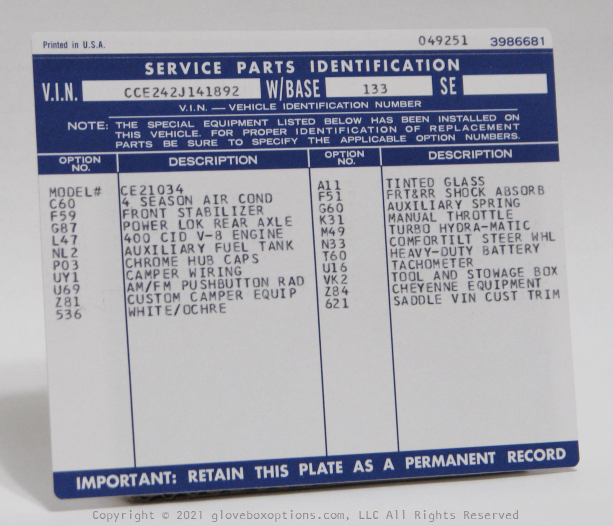 Printed in U.S.A. 049251 3986681
SERVICE PARTS IDENTIFICATION
V.I.N. CCE242J141892 W/BASE 133 SE
V.I.N. — VEHICLE IDENTIFICATION NUMBER
NOTE: THE SPECIAL EQUIPMENT LISTED BELOW HAS BEEN INSTALLED ON
THIS VEHICLE. FOR PROPER IDENTIFICATION OF REPLACEMENT
PARTS BE SURE TO SPECIFY THE APPLICABLE OPTION NUMBERS.
OPTION NO. DESCRIPTION OPTION NO. DESCRIPTION
MODEL# CE21034 A11 TINTED GLASS
C60 4 SEASON AIR COND F51 FRT&RR SHOCK ABSORB
F59 FRONT STABILIZER G60 AUXILIARY SPRING
G87 POWER LOK REAR AXLE K31 MANUAL THROTTLE
L47 400 CID V-8 ENGINE M49 TURBO HYDRA-MATIC
NL2 AUXILIARY FUEL TANK N33 COMFORTILT STEER WHL
P03 CHROME HUB CAPS T60 HEAVY-DUTY BATTERY
UY1 CAMPER WIRING U16 TACHOMETER
U69 AM/FM PUSHBUTTON RAD VK2 TOOL AND STOWAGE BOX
Z81 CUSTOM CAMPER EQUIP Z84 CHEYENNE EQUIPMENT
536 WHITE/OCHRE 621 SADDLE VIN CUST TRIM
IMPORTANT: RETAIN THIS PLATE AS A PERMANENT RECORD
Copyright © 2021 gloveboxoptions.com, LLC All Rights Reserved